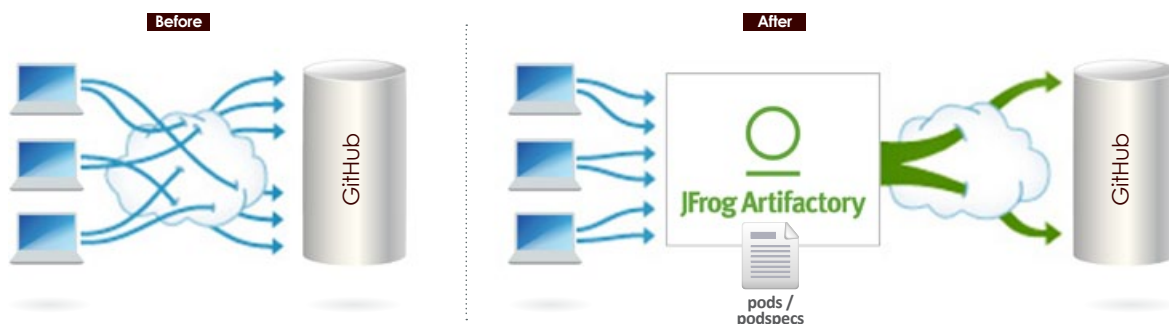 Before
GitHub
After
JFrog Artifactory
pods /
podspecs
GitHub